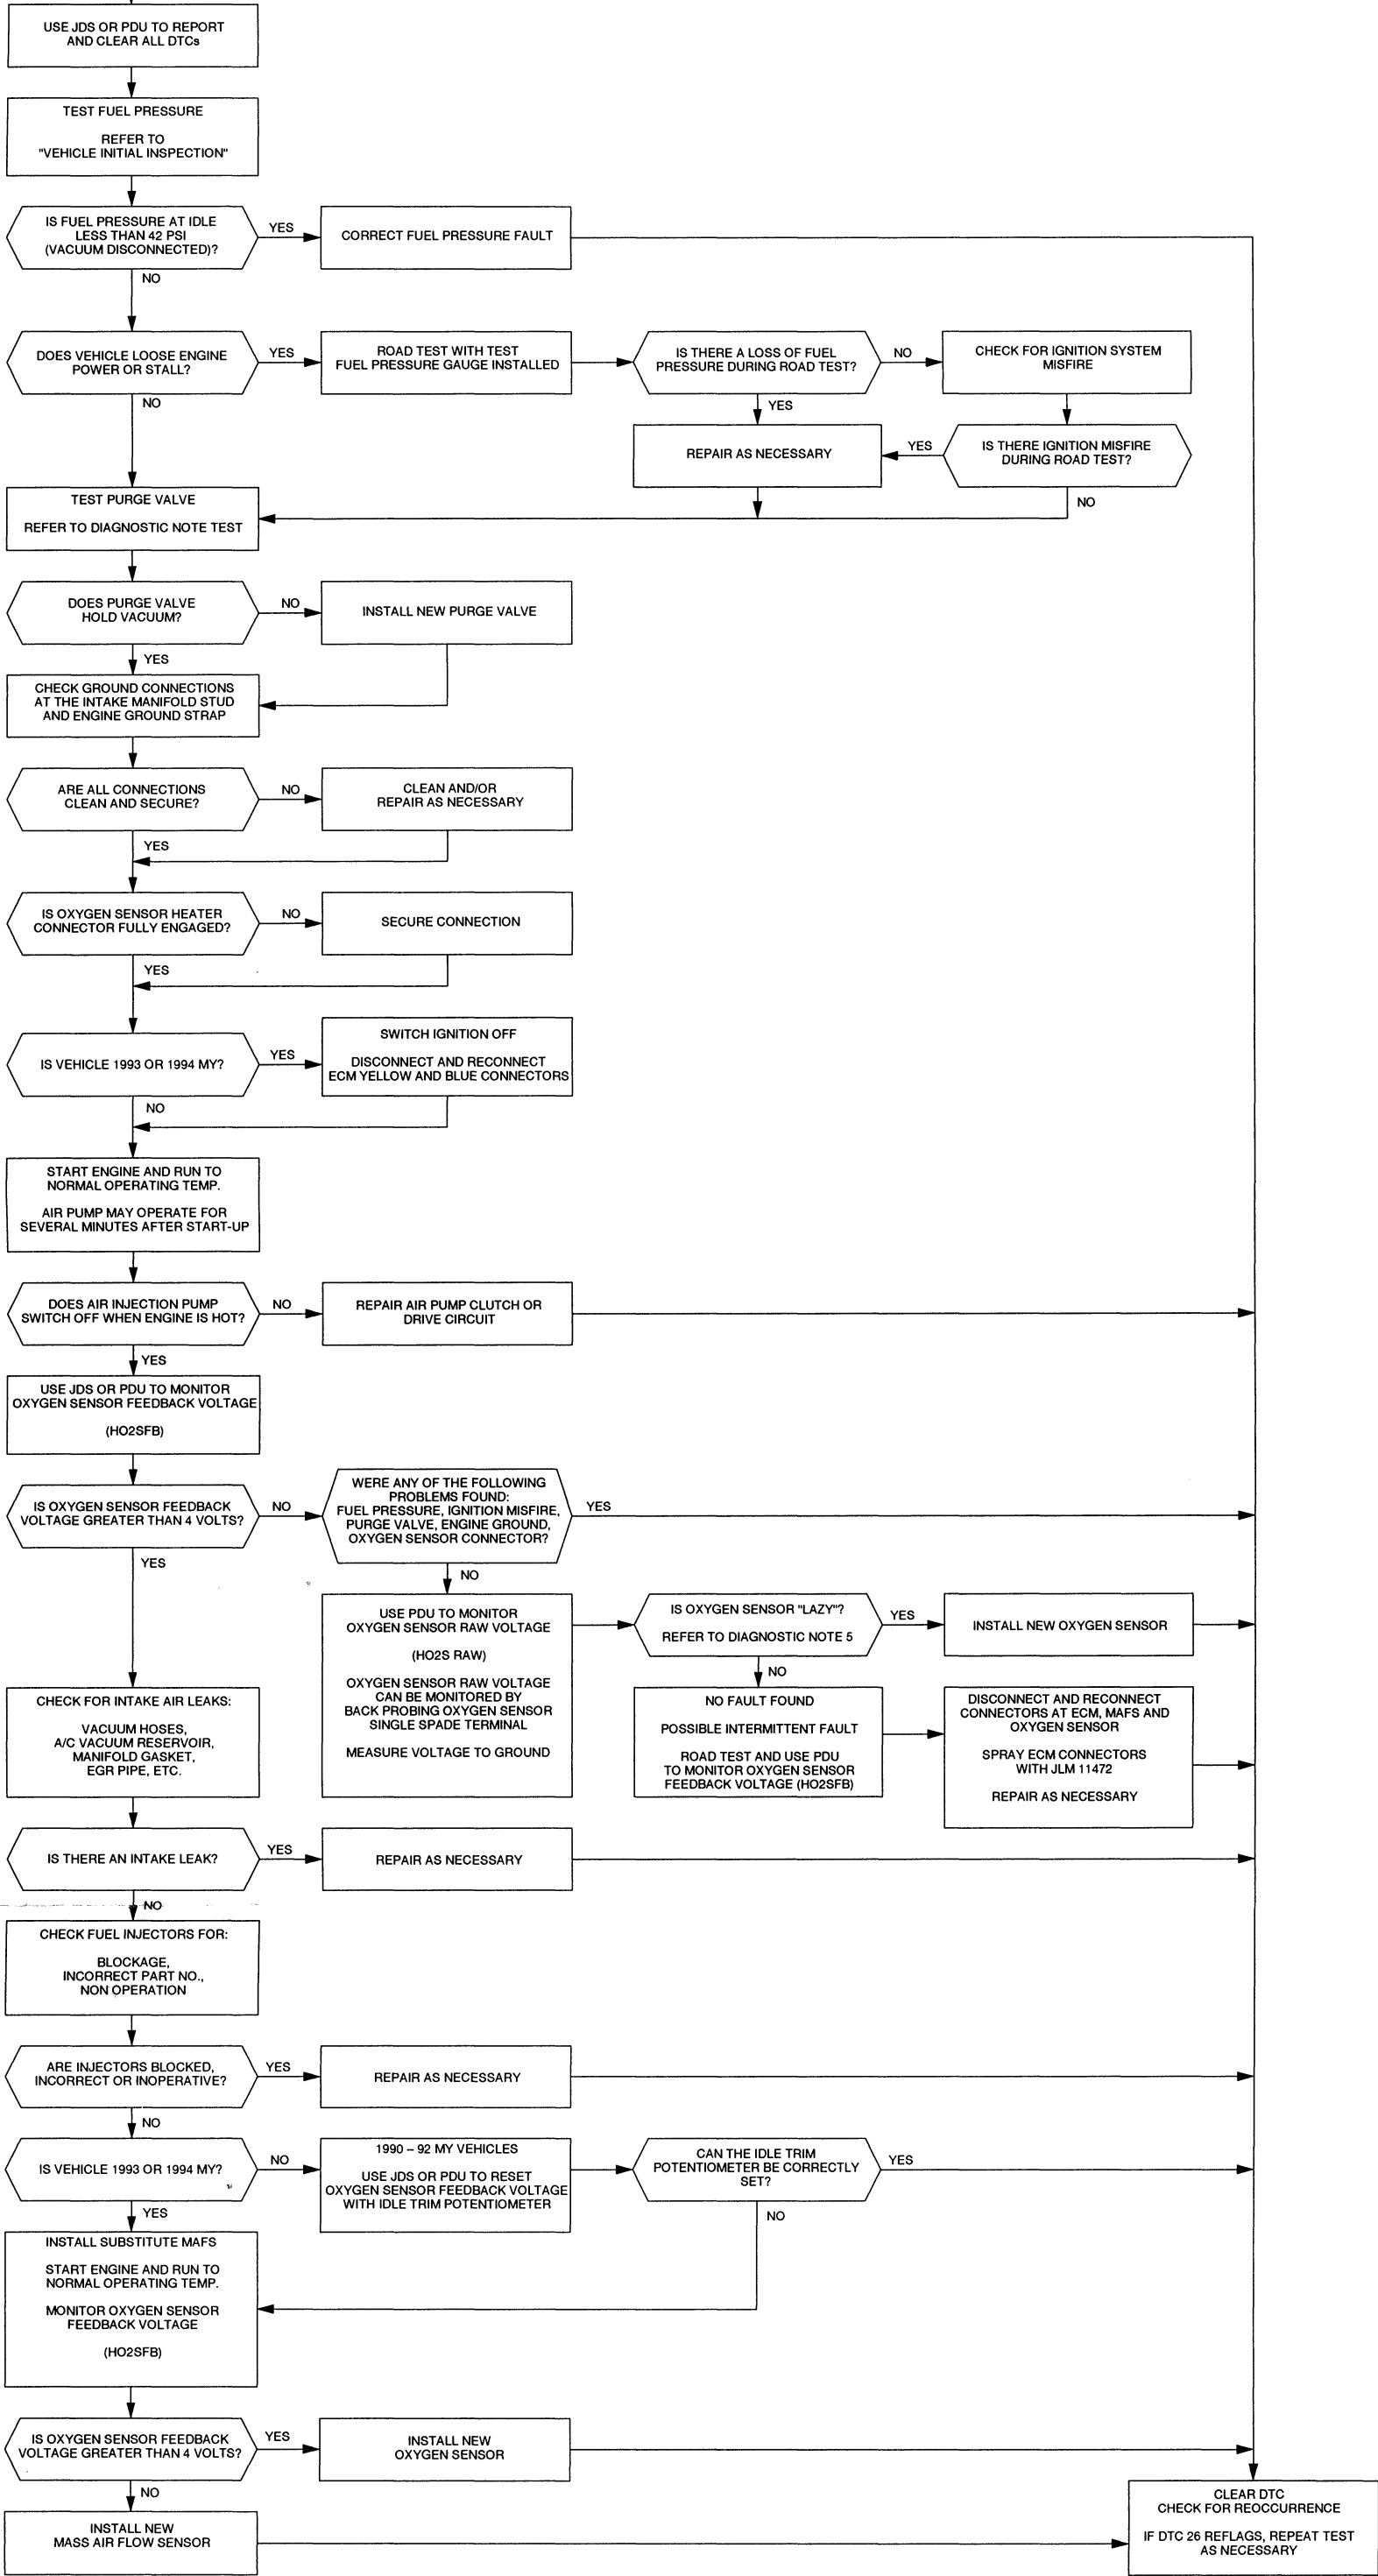 USE JDS OR PDU TO REPORT
AND CLEAR ALL DTCs
TEST FUEL PRESSURE
REFER TO
"VEHICLE INITIAL INSPECTION"
IS FUEL PRESSURE AT IDLE
LESS THAN 42 PSI
(VACUUM DISCONNECTED)?
YES
CORRECT FUEL PRESSURE FAULT
NO
DOES VEHICLE LOOSE ENGINE
POWER OR STALL?
YES
ROAD TEST WITH TEST
FUEL PRESSURE GAUGE INSTALLED
IS THERE A LOSS OF FUEL
PRESSURE DURING ROAD TEST?
NO
CHECK FOR IGNITION SYSTEM
MISFIRE
NO
YES
REPAIR AS NECESSARY
YES
IS THERE IGNITION MISFIRE
DURING ROAD TEST?
NO
TEST PURGE VALVE
REFER TO DIAGNOSTIC NOTE TEST
DOES PURGE VALVE
HOLD VACUUM?
NO
INSTALL NEW PURGE VALVE
YES
CHECK GROUND CONNECTIONS
AT THE INTAKE MANIFOLD STUD
AND ENGINE GROUND STRAP
ARE ALL CONNECTIONS
CLEAN AND SECURE?
NO
CLEAN AND/OR
REPAIR AS NECESSARY
YES
IS OXYGEN SENSOR HEATER
CONNECTOR FULLY ENGAGED?
NO
SECURE CONNECTION
YES
IS VEHICLE 1993 OR 1994 MY?
YES
SWITCH IGNITION OFF
DISCONNECT AND RECONNECT
ECM YELLOW AND BLUE CONNECTORS
NO
START ENGINE AND RUN TO
NORMAL OPERATING TEMP.
AIR PUMP MAY OPERATE FOR
SEVERAL MINUTES AFTER START-UP
DOES AIR INJECTION PUMP
SWITCH OFF WHEN ENGINE IS HOT?
NO
REPAIR AIR PUMP CLUTCH OR
DRIVE CIRCUIT
YES
USE JDS OR PDU TO MONITOR
OXYGEN SENSOR FEEDBACK VOLTAGE
(HO2SFB)
IS OXYGEN SENSOR FEEDBACK
VOLTAGE GREATER THAN 4 VOLTS?
NO
WERE ANY OF THE FOLLOWING
PROBLEMS FOUND:
FUEL PRESSURE, IGNITION MISFIRE,
PURGE VALVE, ENGINE GROUND,
OXYGEN SENSOR CONNECTOR?
YES
YES
NO
USE PDU TO MONITOR
OXYGEN SENSOR RAW VOLTAGE
(HO2S RAW)
OXYGEN SENSOR RAW VOLTAGE
CAN BE MONITORED BY
BACK PROBING OXYGEN SENSOR
SINGLE SPADE TERMINAL
MEASURE VOLTAGE TO GROUND
IS OXYGEN SENSOR "LAZY"?
REFER TO DIAGNOSTIC NOTE 5
YES
INSTALL NEW OXYGEN SENSOR
NO
NO FAULT FOUND
POSSIBLE INTERMITTENT FAULT
ROAD TEST AND USE PDU
TO MONITOR OXYGEN SENSOR
FEEDBACK VOLTAGE (HO2SFB)
DISCONNECT AND RECONNECT
CONNECTORS AT ECM, MAFS AND
OXYGEN SENSOR
SPRAY ECM CONNECTORS
WITH JLM 11472
REPAIR AS NECESSARY
CHECK FOR INTAKE AIR LEAKS:
VACUUM HOSES,
A/C VACUUM RESERVOIR,
MANIFOLD GASKET,
EGR PIPE, ETC.
IS THERE AN INTAKE LEAK?
YES
REPAIR AS NECESSARY
NO
CHECK FUEL INJECTORS FOR:
BLOCKAGE,
INCORRECT PART NO.,
NON OPERATION
ARE INJECTORS BLOCKED,
INCORRECT OR INOPERATIVE?
YES
REPAIR AS NECESSARY
NO
IS VEHICLE 1993 OR 1994 MY?
NO
1990 – 92 MY VEHICLES
USE JDS OR PDU TO RESET
OXYGEN SENSOR FEEDBACK VOLTAGE
WITH IDLE TRIM POTENTIOMETER
CAN THE IDLE TRIM
POTENTIOMETER BE CORRECTLY
SET?
YES
YES
NO
INSTALL SUBSTITUTE MAFS
START ENGINE AND RUN TO
NORMAL OPERATING TEMP.
MONITOR OXYGEN SENSOR
FEEDBACK VOLTAGE
(HO2SFB)
IS OXYGEN SENSOR FEEDBACK
VOLTAGE GREATER THAN 4 VOLTS?
YES
INSTALL NEW
OXYGEN SENSOR
NO
INSTALL NEW
MASS AIR FLOW SENSOR
CLEAR DTC
CHECK FOR REOCCURRENCE
IF DTC 26 REFLAGS, REPEAT TEST
AS NECESSARY